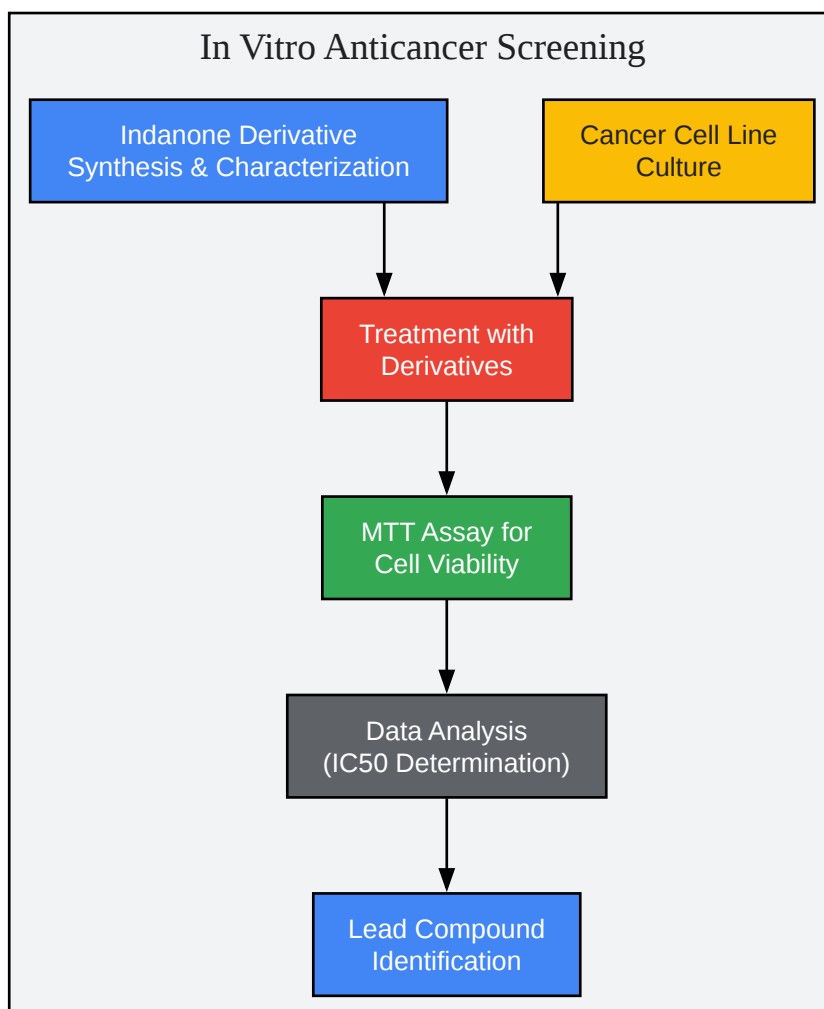 In Vitro Anticancer Screening
Indanone Derivative
Synthesis & Characterization
Cancer Cell Line
Culture
Treatment with
Derivatives
MTT Assay for
Cell Viability
Data Analysis
(IC50 Determination)
Lead Compound
Identification